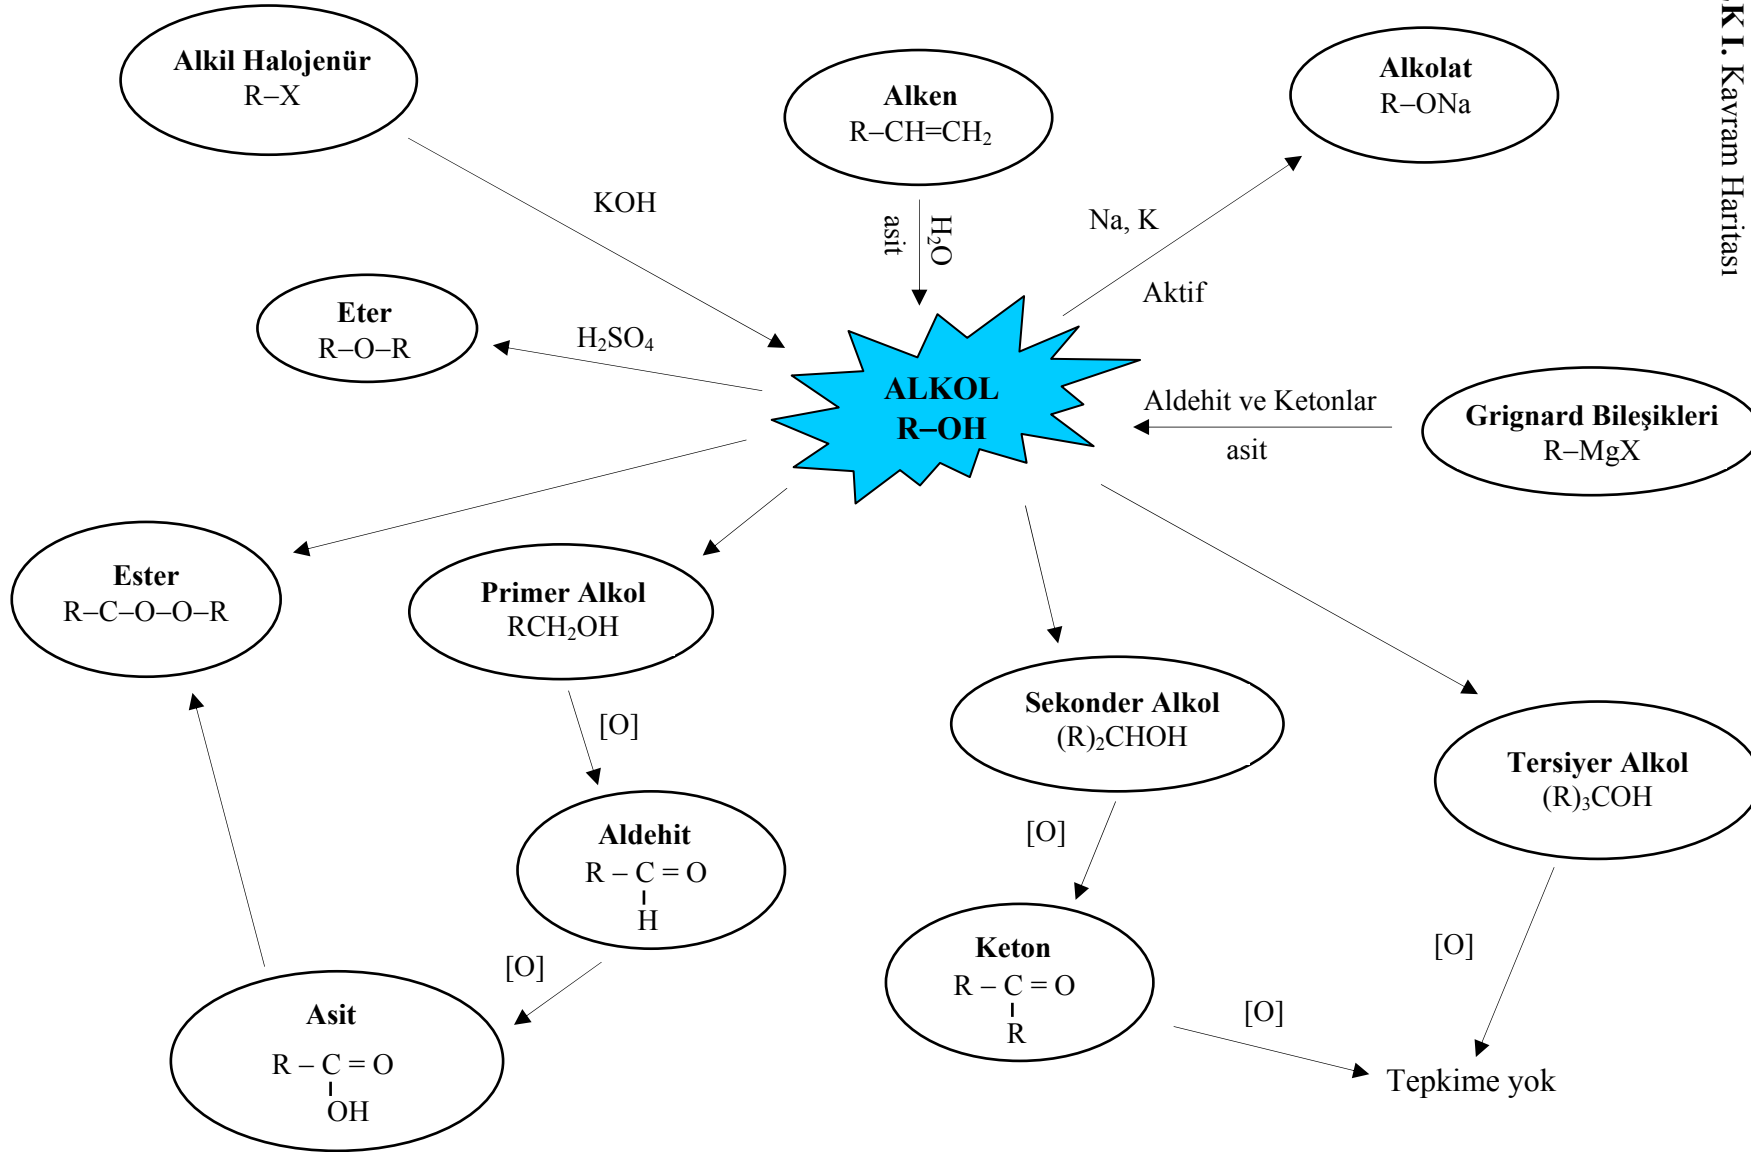 EK I. Kavram Haritası
Alkil Halojenür
R–X
Alken
R–CH=CH₂
Alkolat
R–ONa
KOH
H₂O
asit
Na, K
Aktif
Eter
R–O–R
H₂SO₄
ALKOL
R–OH
Aldehit ve Ketonlar
asit
Grignard Bileşikleri
R–MgX
Ester
R–C–O–O–R
Primer Alkol
RCH₂OH
Sekonder Alkol
(R)₂CHOH
Tersiyer Alkol
(R)₃COH
[O]
Aldehit
R – C = O
H
[O]
Keton
R – C = O
R
[O]
[O]
Asit
R – C = O
OH
[O]
Tepkime yok